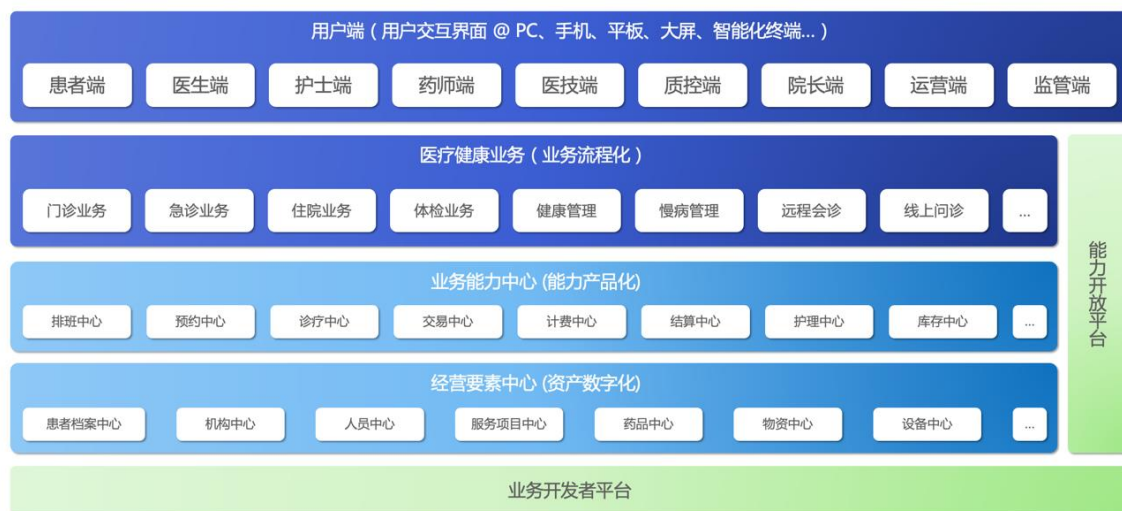 用户端（用户交互界面 @ PC、手机、平板、大屏、智能化终端...）
患者端 医生端 护士端 药师端 医技端 质控端 院长端 运营端 监管端
医疗健康业务（业务流程化）
门诊业务 急诊业务 住院业务 体检业务 健康管理 慢病管理 远程会诊 线上问诊 ...
业务能力中心 (能力产品化)
排班中心 预约中心 诊疗中心 交易中心 计费中心 结算中心 护理中心 库存中心 ...
经营要素中心 (资产数字化)
患者档案中心 机构中心 人员中心 服务项目中心 药品中心 物资中心 设备中心 ...
能力开放平台
业务开发者平台